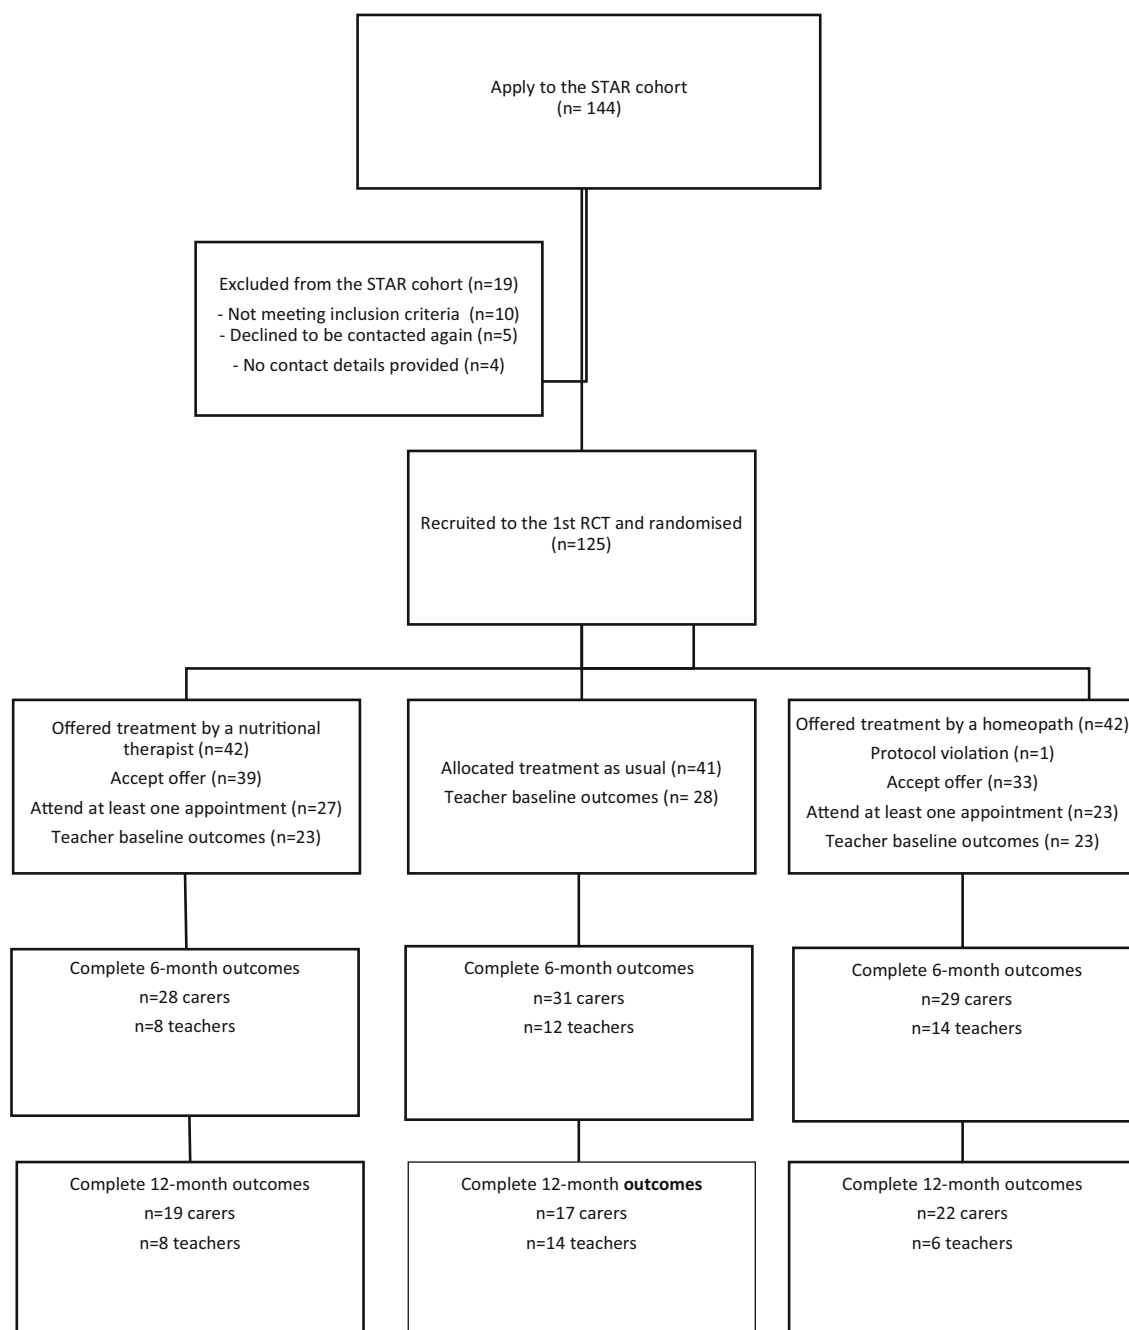 Apply to the STAR cohort
(n= 144)
Excluded from the STAR cohort (n=19)
- Not meeting inclusion criteria  (n=10)
- Declined to be contacted again (n=5)
- No contact details provided (n=4)
Recruited to the 1st RCT and randomised
(n=125)
Offered treatment by a nutritional
therapist (n=42)
Accept offer (n=39)
Attend at least one appointment (n=27)
Teacher baseline outcomes (n=23)
Allocated treatment as usual (n=41)
Teacher baseline outcomes (n= 28)
Offered treatment by a homeopath (n=42)
Protocol violation (n=1)
Accept offer (n=33)
Attend at least one appointment (n=23)
Teacher baseline outcomes (n= 23)
Complete 6-month outcomes
n=28 carers
n=8 teachers
Complete 6-month outcomes
n=31 carers
n=12 teachers
Complete 6-month outcomes
n=29 carers
n=14 teachers
Complete 12-month outcomes
n=19 carers
n=8 teachers
Complete 12-month outcomes
n=17 carers
n=14 teachers
Complete 12-month outcomes
n=22 carers
n=6 teachers